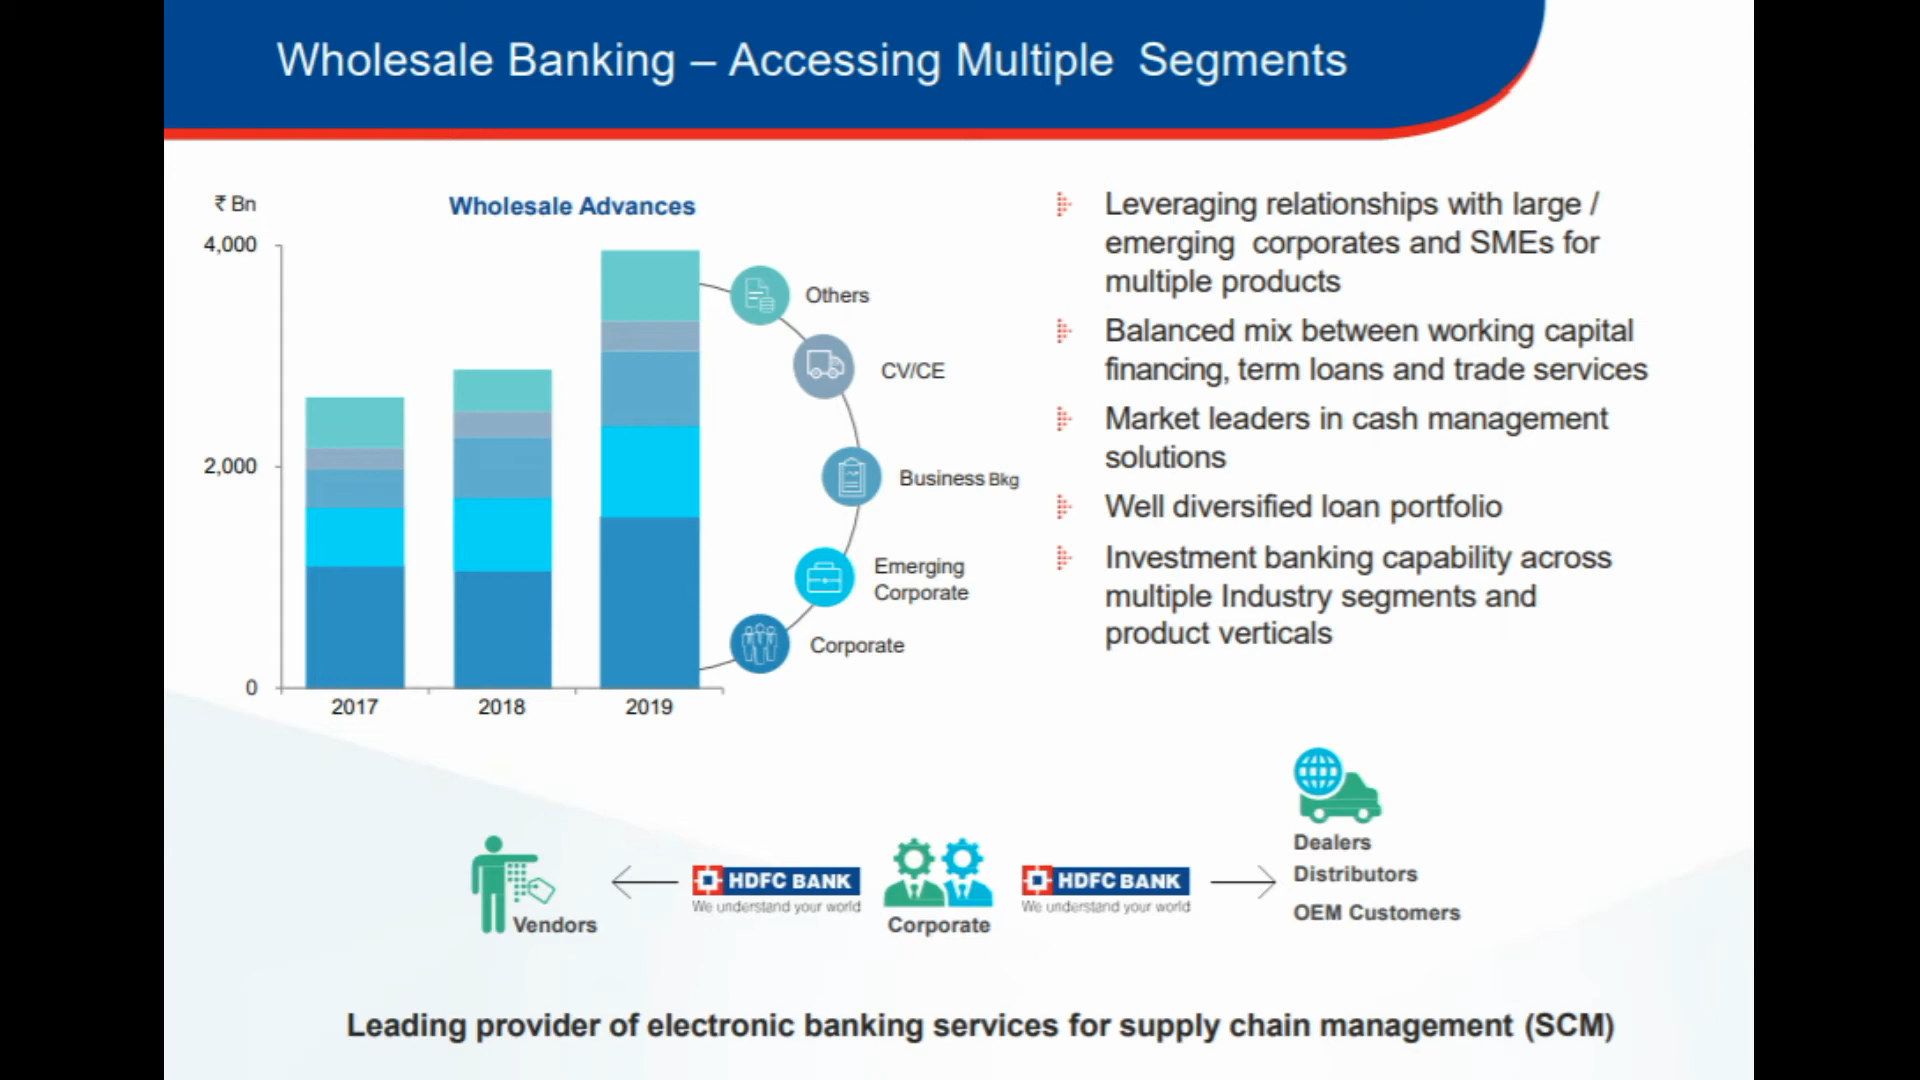 Wholesale Banking – Accessing Multiple Segments
₹ Bn
Wholesale Advances
4,000
2,000
0
2017
2018
2019
Others
CV/CE
Business Bkg
Emerging
Corporate
Corporate
Leveraging relationships with large /
emerging corporates and SMEs for
multiple products
Balanced mix between working capital
financing, term loans and trade services
Market leaders in cash management
solutions
Well diversified loan portfolio
Investment banking capability across
multiple Industry segments and
product verticals
Vendors
HDFC BANK
We understand your world
Corporate
HDFC BANK
We understand your world
Dealers
Distributors
OEM Customers
Leading provider of electronic banking services for supply chain management (SCM)